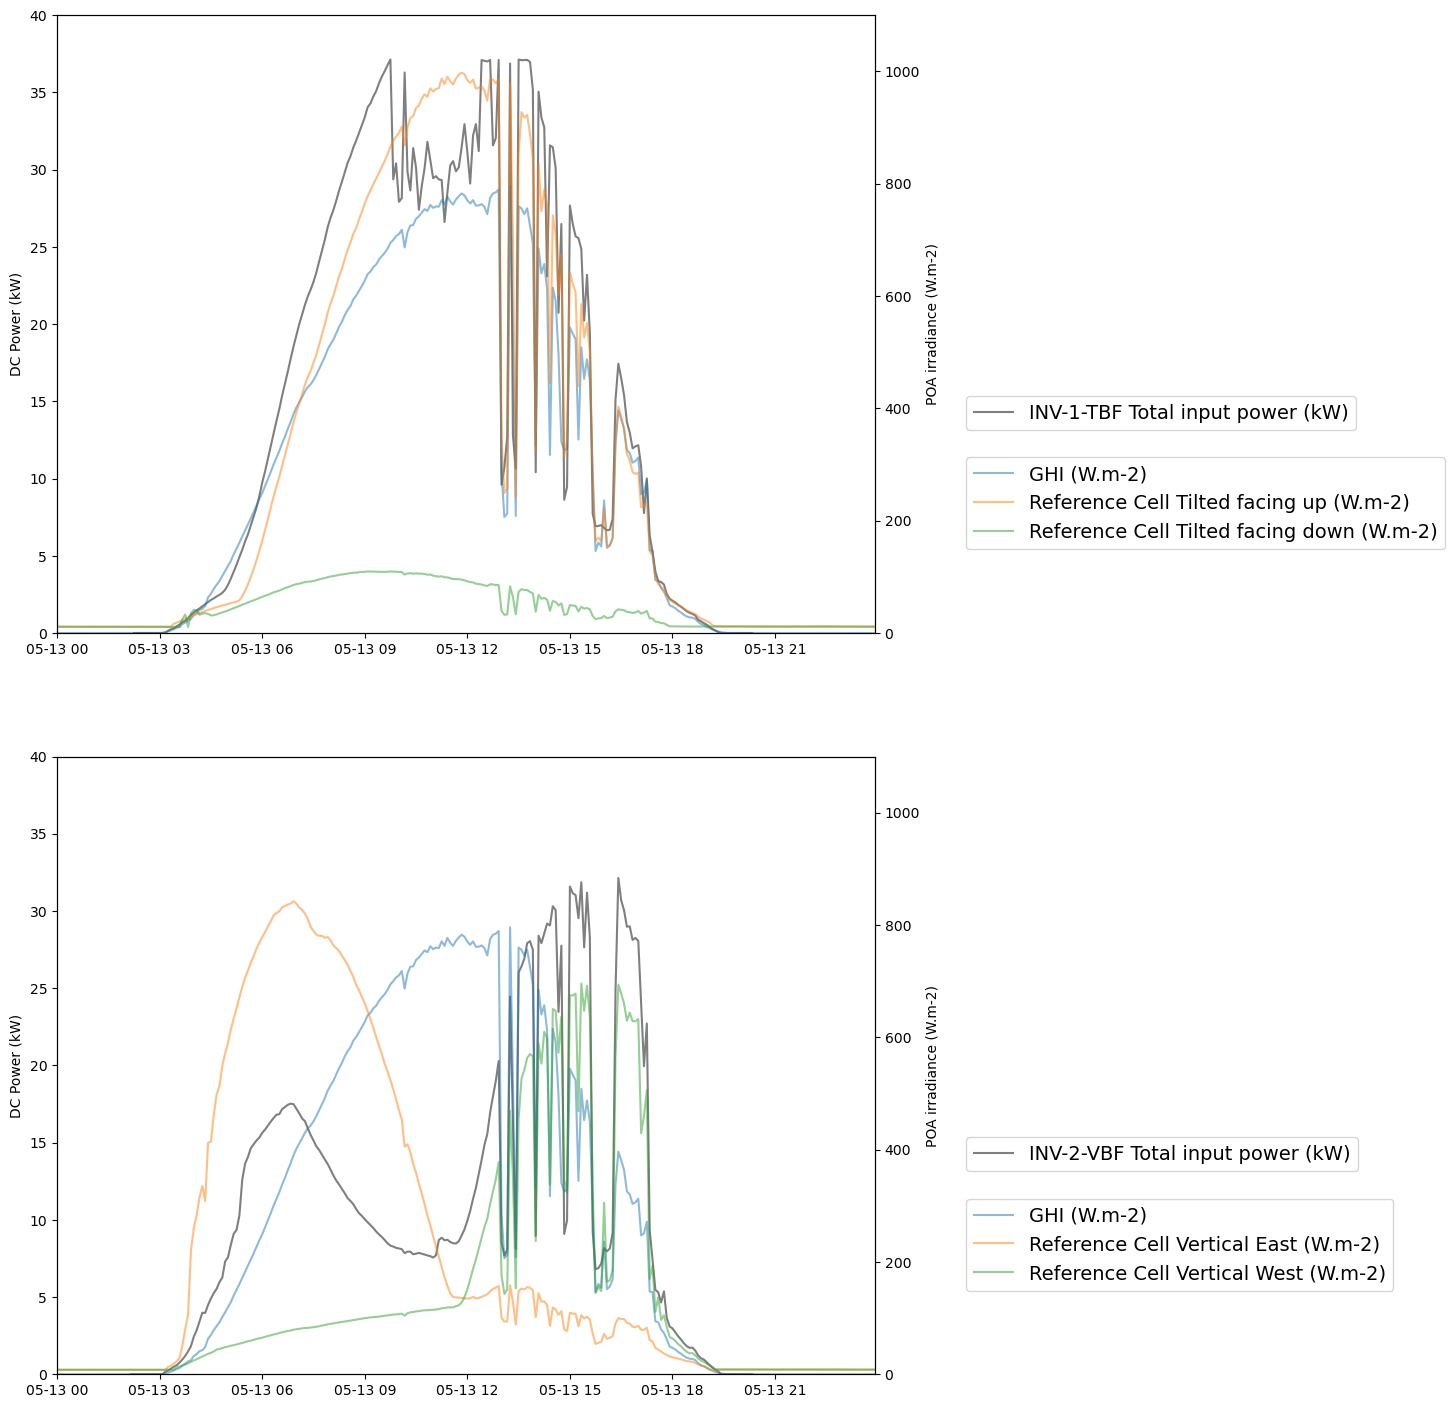 40
35
30
25
20
15
10
5
0
DC Power (kW)
1000
800
600
400
200
0
POA irradiance (W.m-2)
05-13 00 05-13 03 05-13 06 05-13 09 05-13 12 05-13 15 05-13 18 05-13 21
INV-1-TBF Total input power (kW)
GHI (W.m-2)
Reference Cell Tilted facing up (W.m-2)
Reference Cell Tilted facing down (W.m-2)
40
35
30
25
20
15
10
5
0
DC Power (kW)
1000
800
600
400
200
0
POA irradiance (W.m-2)
05-13 00 05-13 03 05-13 06 05-13 09 05-13 12 05-13 15 05-13 18 05-13 21
INV-2-VBF Total input power (kW)
GHI (W.m-2)
Reference Cell Vertical East (W.m-2)
Reference Cell Vertical West (W.m-2)